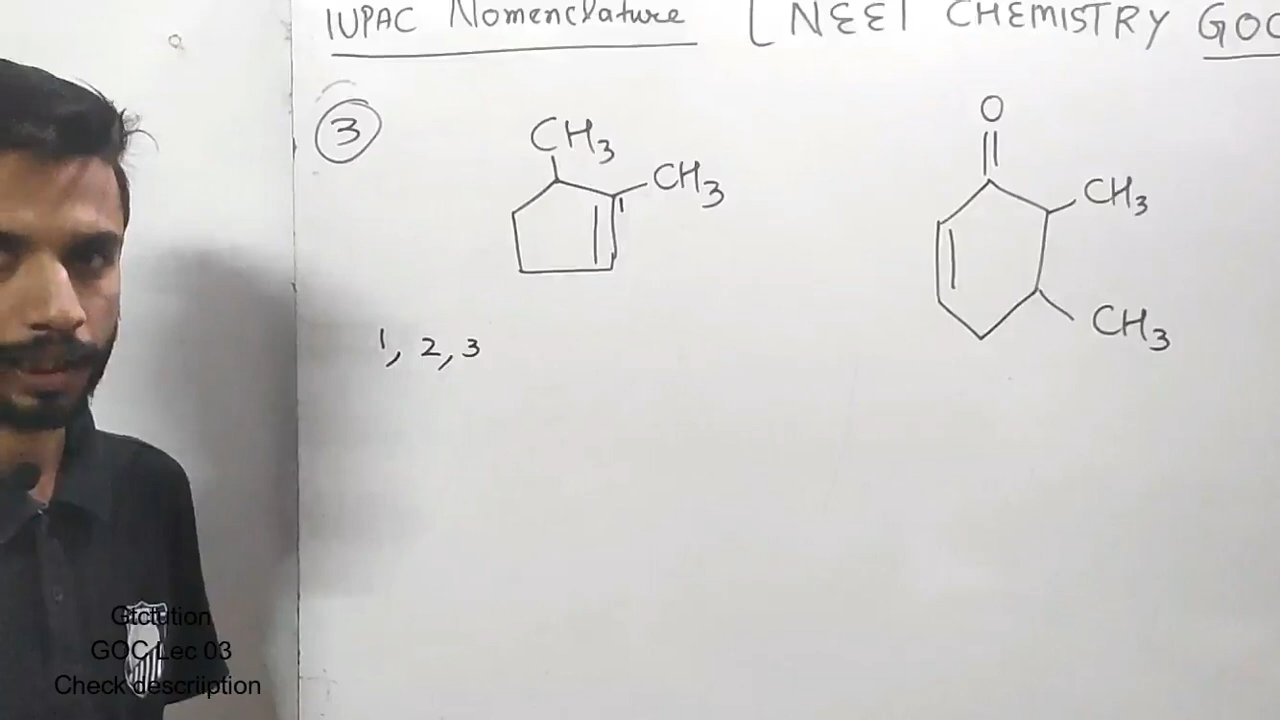 IUPAC Nomenclature [NEET CHEMISTRY GOC
3
CH3
CH3
1
1, 2, 3
O
CH3
CH3
Gtctution
GOC Lec 03
Check descriiption